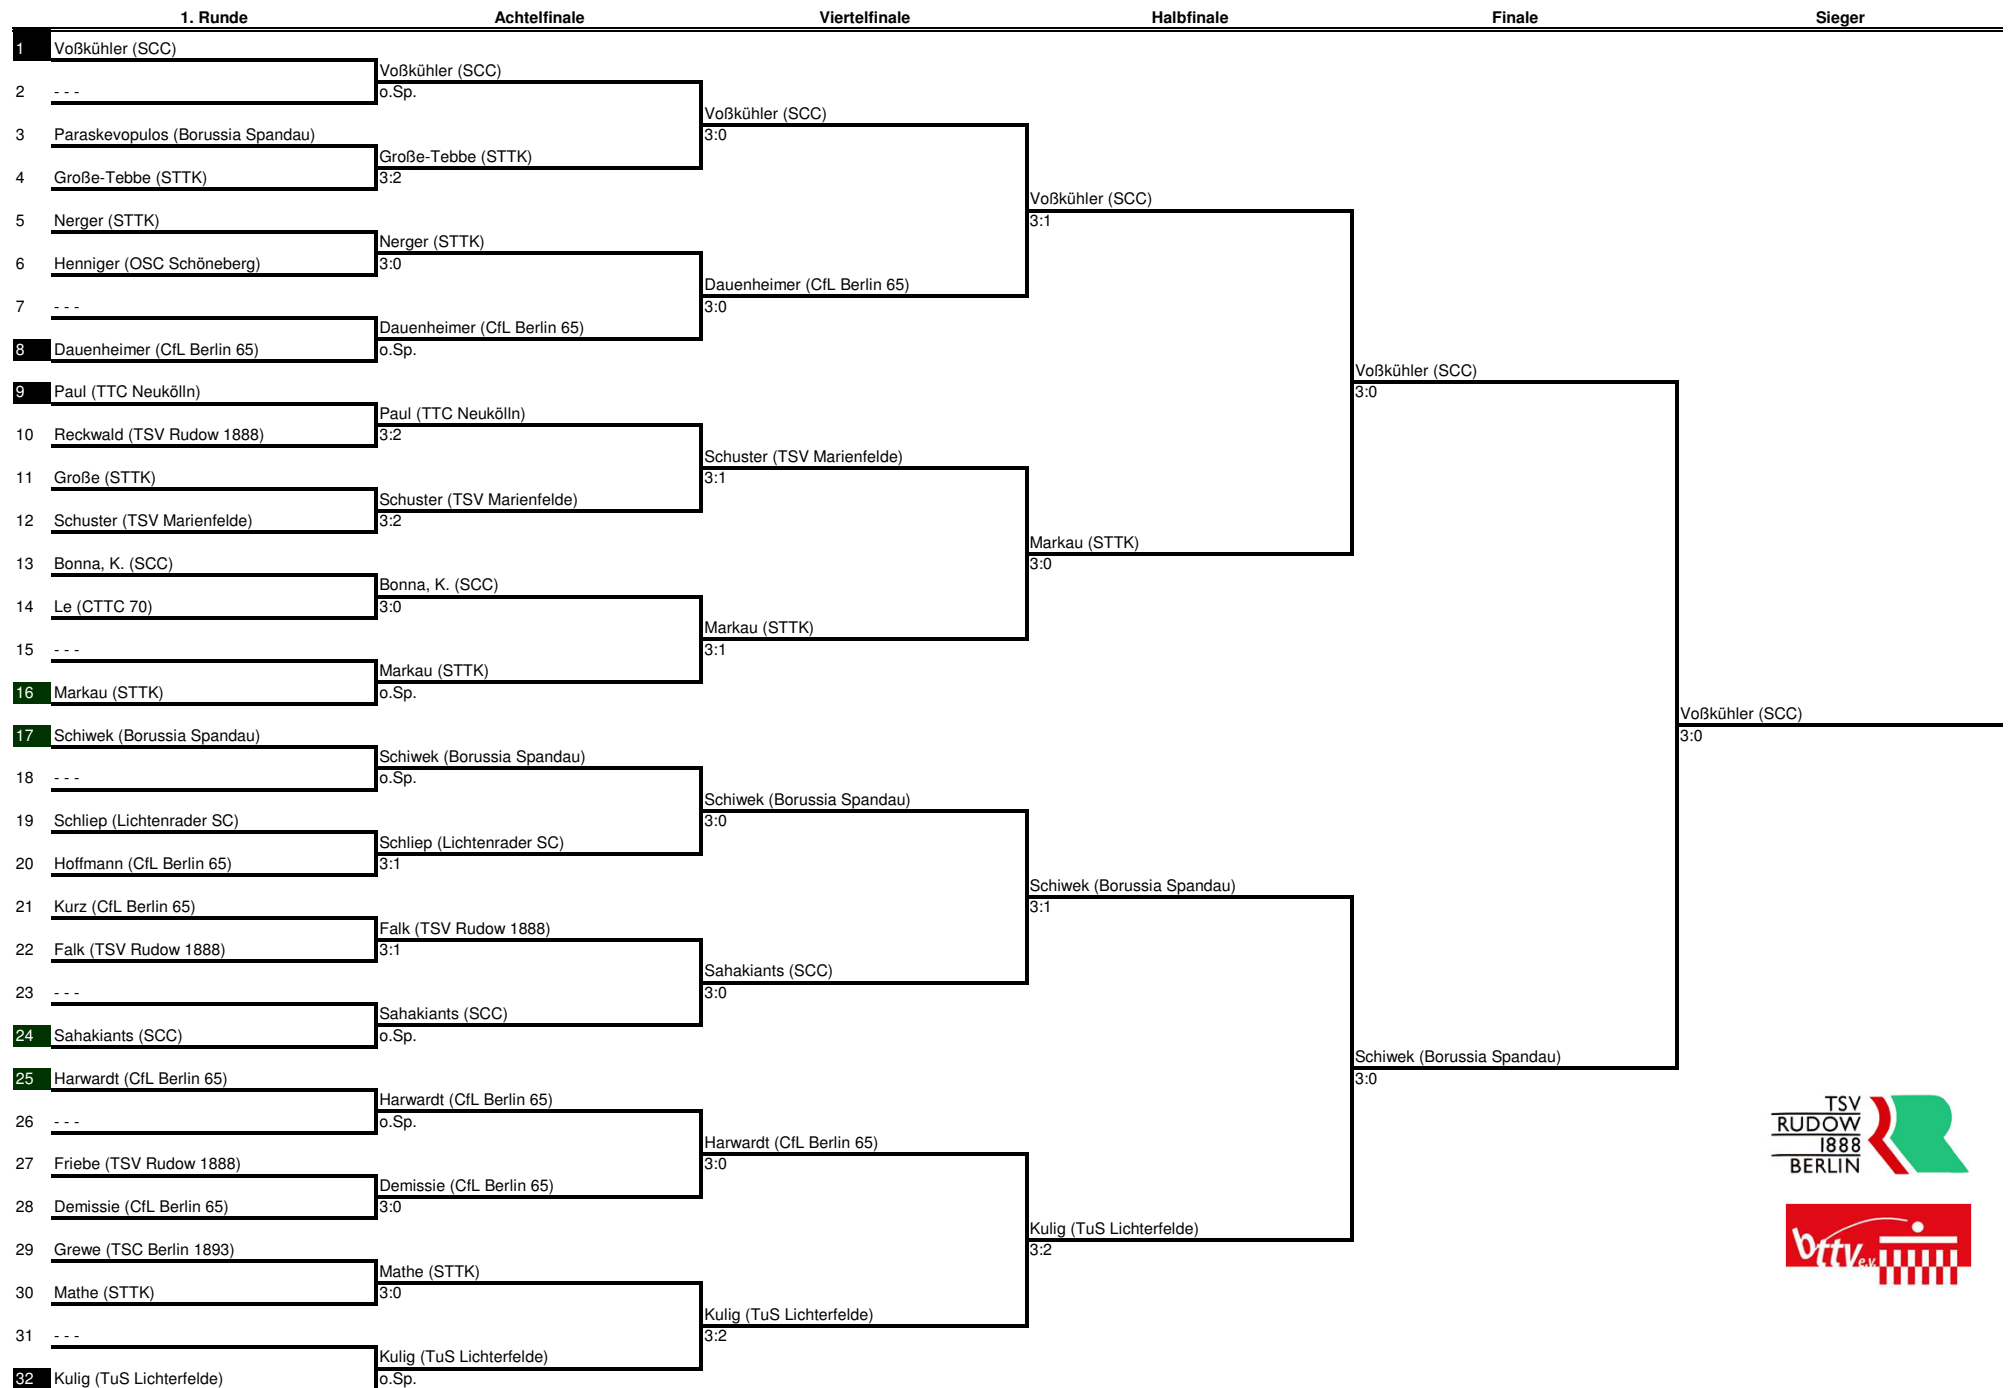 1. Runde Achtelfinale Viertelfinale Halbfinale Finale Sieger
1 Voßkühler (SCC)
Voßkühler (SCC)
2 - - - o.Sp.
Voßkühler (SCC)
3 Paraskevopulos (Borussia Spandau) 3:0
Große-Tebbe (STTK)
4 Große-Tebbe (STTK) 3:2
Voßkühler (SCC)
5 Nerger (STTK) 3:1
Nerger (STTK)
6 Henniger (OSC Schöneberg) 3:0
Dauenheimer (CfL Berlin 65)
7 - - - 3:0
Dauenheimer (CfL Berlin 65)
8 Dauenheimer (CfL Berlin 65) o.Sp.
Voßkühler (SCC)
9 Paul (TTC Neukölln) 3:0
Paul (TTC Neukölln)
10 Reckwald (TSV Rudow 1888) 3:2
Schuster (TSV Marienfelde)
11 Große (STTK) 3:1
Schuster (TSV Marienfelde)
12 Schuster (TSV Marienfelde) 3:2
Markau (STTK)
13 Bonna, K. (SCC) 3:0
Bonna, K. (SCC)
14 Le (CTTC 70) 3:0
Markau (STTK)
15 - - - 3:1
Markau (STTK)
16 Markau (STTK) o.Sp.
Voßkühler (SCC)
17 Schiwek (Borussia Spandau) 3:0
Schiwek (Borussia Spandau)
18 - - - o.Sp.
Schiwek (Borussia Spandau)
19 Schliep (Lichtenrader SC) 3:0
Schliep (Lichtenrader SC)
20 Hoffmann (CfL Berlin 65) 3:1
Schiwek (Borussia Spandau)
21 Kurz (CfL Berlin 65) 3:1
Falk (TSV Rudow 1888)
22 Falk (TSV Rudow 1888) 3:1
Sahakiants (SCC)
23 - - - 3:0
Sahakiants (SCC)
24 Sahakiants (SCC) o.Sp.
Schiwek (Borussia Spandau)
25 Harwardt (CfL Berlin 65) 3:0
Harwardt (CfL Berlin 65)
26 - - - o.Sp.
Harwardt (CfL Berlin 65)
27 Friebe (TSV Rudow 1888) 3:0
Demissie (CfL Berlin 65)
28 Demissie (CfL Berlin 65) 3:0
Kulig (TuS Lichterfelde)
29 Grewe (TSC Berlin 1893) 3:2
Mathe (STTK)
30 Mathe (STTK) 3:0
Kulig (TuS Lichterfelde)
31 - - - 3:2
Kulig (TuS Lichterfelde)
32 Kulig (TuS Lichterfelde) o.Sp.
TSV
RUDOW
1888
BERLIN
bttv e.V.